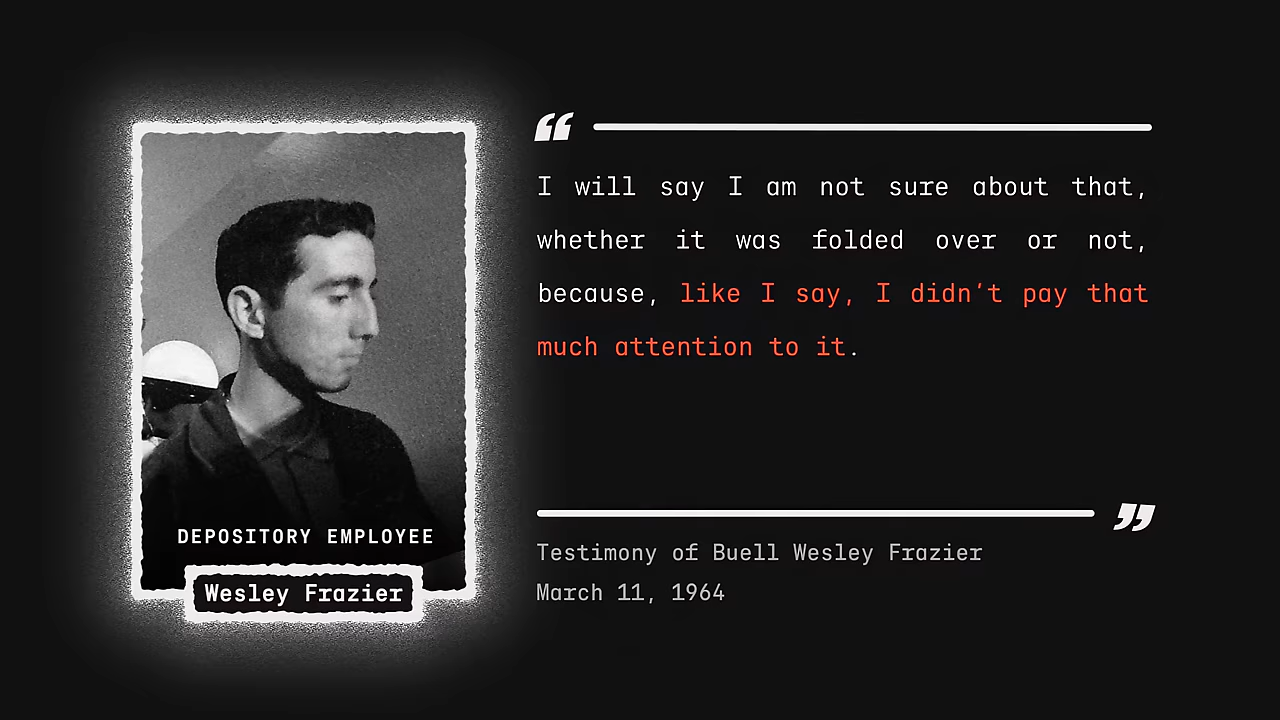 DEPOSITORY EMPLOYEE
Wesley Frazier
“
I will say I am not sure about that,
whether it was folded over or not,
because, like I say, I didn't pay that
much attention to it.
”
Testimony of Buell Wesley Frazier
March 11, 1964